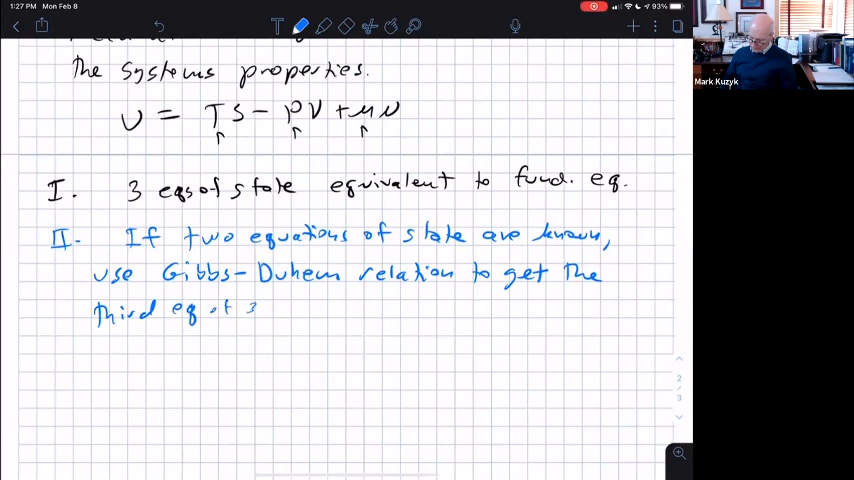 1:27 PM Mon Feb 8
93%
the systems properties.
U = TS - PV + μN
I. 3 eqs of state equivalent to fund. eq.
II. If two equations of state are known,
use Gibbs-Duhem relation to get the
third eq of s
Mark Kuzyk
2
3